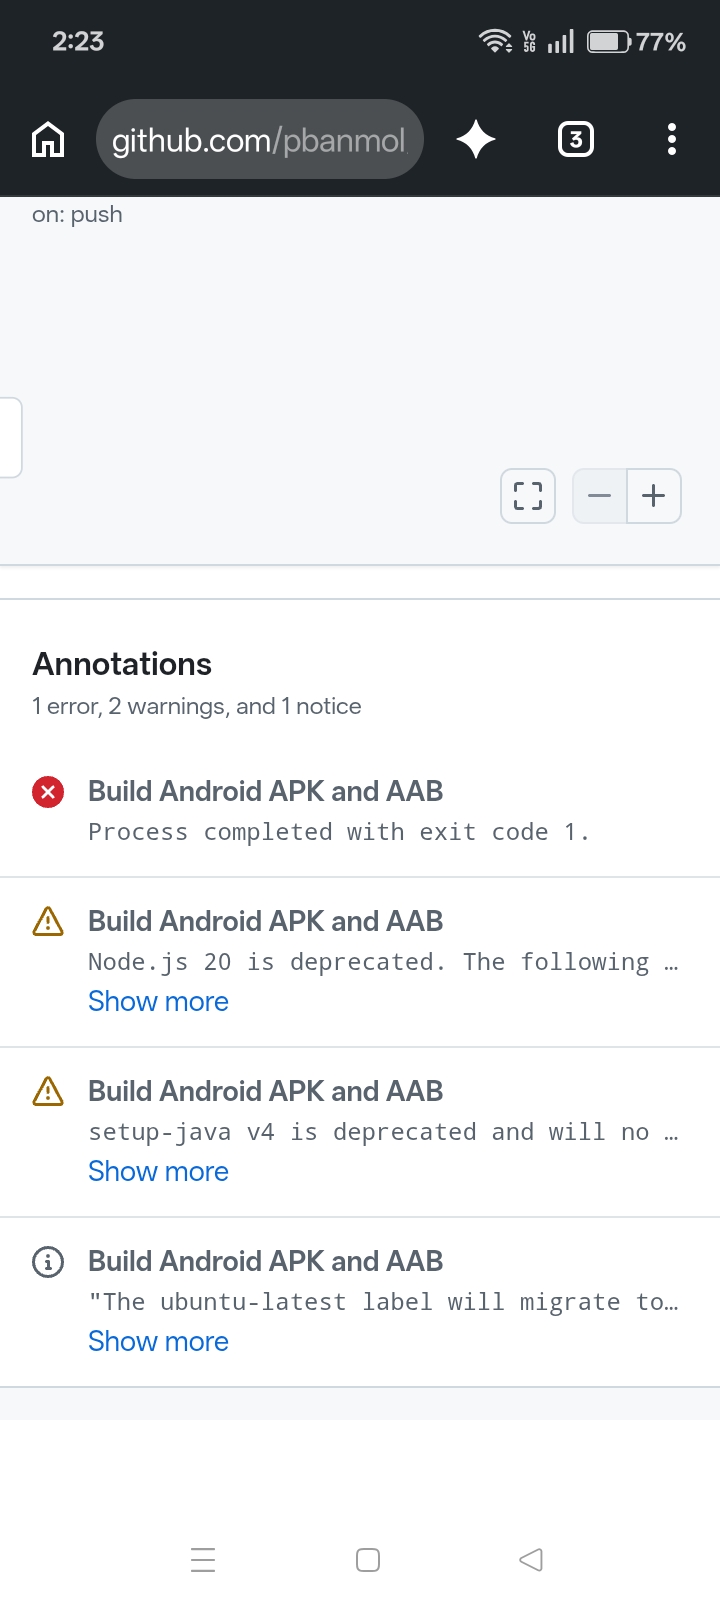 2:23
Vo
5G
77%
github.com/pbanmol
3
on: push
Annotations
1 error, 2 warnings, and 1 notice
Build Android APK and AAB
Process completed with exit code 1.
Build Android APK and AAB
Node.js 20 is deprecated. The following …
Show more
Build Android APK and AAB
setup-java v4 is deprecated and will no …
Show more
Build Android APK and AAB
"The ubuntu-latest label will migrate to…
Show more